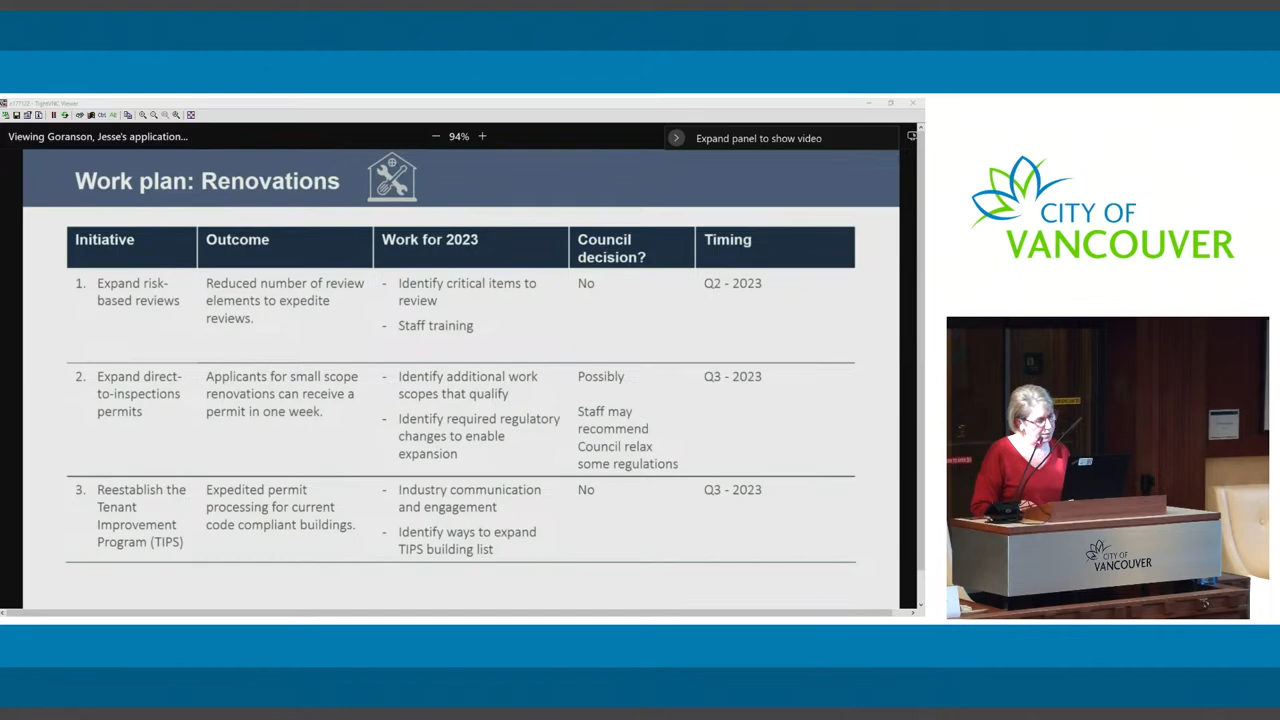 Viewing Goranson, Jesse's application...
94%
Expand panel to show video
Work plan: Renovations
Initiative
Outcome
Work for 2023
Council
decision?
Timing
1. Expand risk-
based reviews
Reduced number of review
elements to expedite
reviews.
- Identify critical items to
review
- Staff training
No
Q2 - 2023
2. Expand direct-
to-inspections
permits
Applicants for small scope
renovations can receive a
permit in one week.
- Identify additional work
scopes that qualify
- Identify required regulatory
changes to enable
expansion
Possibly
Staff may
recommend
Council relax
some regulations
Q3 - 2023
3. Reestablish the
Tenant
Improvement
Program (TIPS)
Expedited permit
processing for current
code compliant buildings.
- Industry communication
and engagement
- Identify ways to expand
TIPS building list
No
Q3 - 2023
CITY OF
VANCOUVER
CITY OF
VANCOUVER